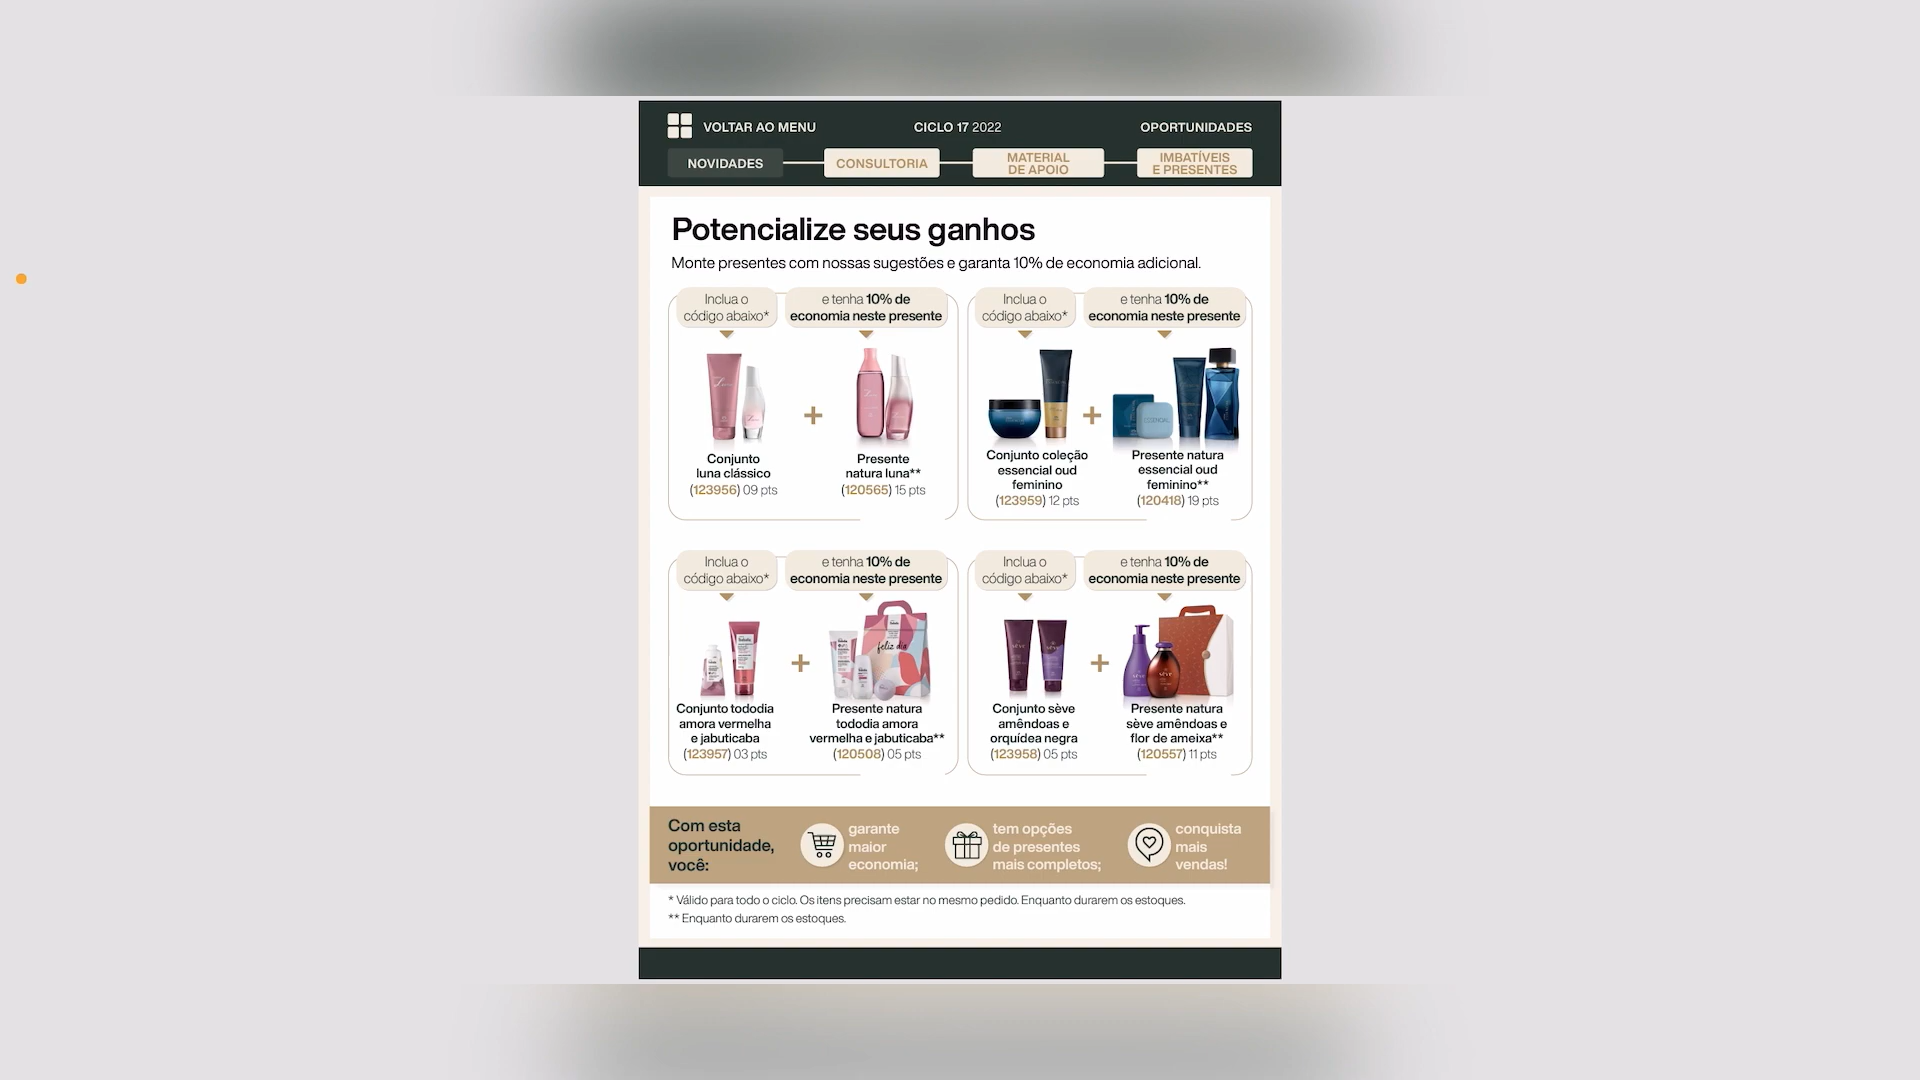 VOLTAR AO MENU
CICLO 17 2022
OPORTUNIDADES
NOVIDADES
CONSULTORIA
MATERIAL
DE APOIO
IMBATÍVEIS
E PRESENTES
Potencialize seus ganhos
Monte presentes com nossas sugestões e garanta 10% de economia adicional.
Inclua o
código abaixo*
e tenha 10% de
economia neste presente
Conjunto
luna clássico
(123956) 09 pts
+
Presente
natura luna**
(120565) 15 pts
Inclua o
código abaixo*
e tenha 10% de
economia neste presente
ESSENCIAL
Conjunto coleção
essencial oud
feminino
(123959) 12 pts
+
Presente natura
essencial oud
feminino**
(120418) 19 pts
Inclua o
código abaixo*
e tenha 10% de
economia neste presente
feliz dia
Conjunto tododia
amora vermelha
e jabuticaba
(123957) 03 pts
+
Presente natura
tododia amora
vermelha e jabuticaba**
(120508) 05 pts
Inclua o
código abaixo*
e tenha 10% de
economia neste presente
sève
sève
sève
Conjunto sève
amêndoas e
orquídea negra
(123958) 05 pts
+
Presente natura
sève amêndoas e
flor de ameixa**
(120557) 11 pts
Com esta
oportunidade,
você:
garante
maior
economia;
tem opções
de presentes
mais completos;
conquista
mais
vendas!
* Válido para todo o ciclo. Os itens precisam estar no mesmo pedido. Enquanto durarem os estoques.
** Enquanto durarem os estoques.